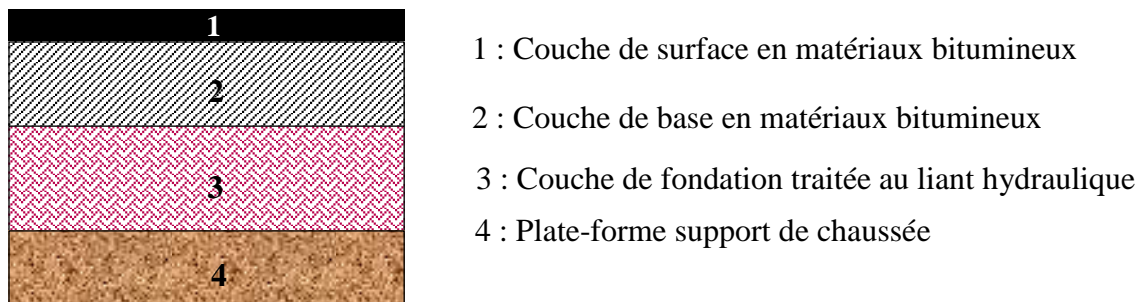 1
1 : Couche de surface en matériaux bitumineux
2
2 : Couche de base en matériaux bitumineux
3
3 : Couche de fondation traitée au liant hydraulique
4
4 : Plate-forme support de chaussée